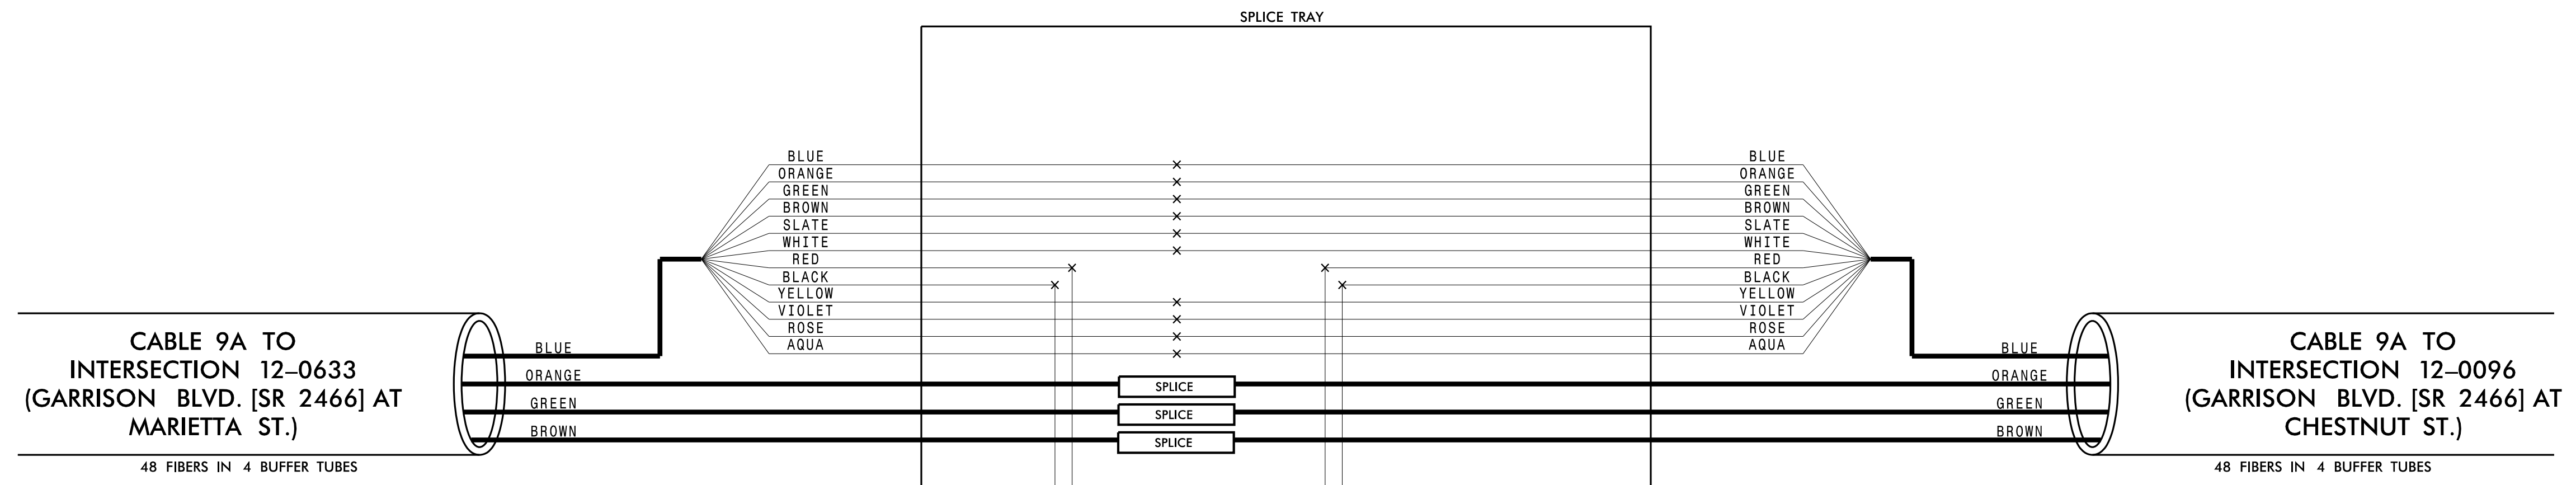 SPLICE TRAY
BLUE
ORANGE
GREEN
BROWN
SLATE
WHITE
RED
BLACK
YELLOW
VIOLET
ROSE
AQUA
BLUE
ORANGE
GREEN
BROWN
SLATE
WHITE
RED
BLACK
YELLOW
VIOLET
ROSE
AQUA
CABLE 9A TO
INTERSECTION 12–0633
(GARRISON BLVD. [SR 2466] AT
MARIETTA ST.)
48 FIBERS IN 4 BUFFER TUBES
BLUE
ORANGE
GREEN
BROWN
SPLICE
SPLICE
SPLICE
BLUE
ORANGE
GREEN
BROWN
CABLE 9A TO
INTERSECTION 12–0096
(GARRISON BLVD. [SR 2466] AT
CHESTNUT ST.)
48 FIBERS IN 4 BUFFER TUBES